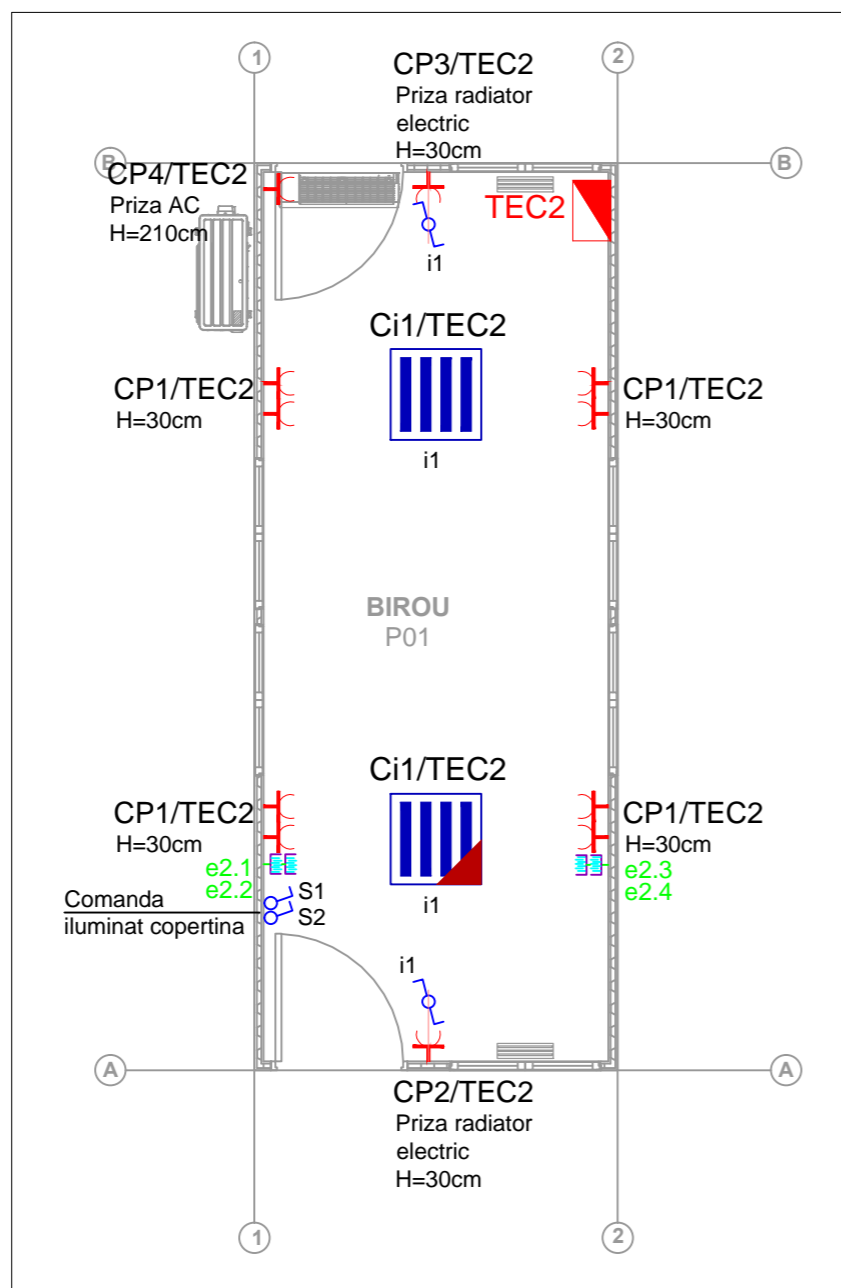 1
2
CP3/TEC2
Priza radiator
electric
H=30cm
B
B
CP4/TEC2
Priza AC
H=210cm
TEC2
i1
Ci1/TEC2
CP1/TEC2
H=30cm
CP1/TEC2
H=30cm
i1
BIROU
P01
Ci1/TEC2
CP1/TEC2
H=30cm
CP1/TEC2
H=30cm
e2.1
e2.2
e2.3
e2.4
Comanda
iluminat copertina
S1
S2
i1
i1
A
A
CP2/TEC2
Priza radiator
electric
H=30cm
1
2